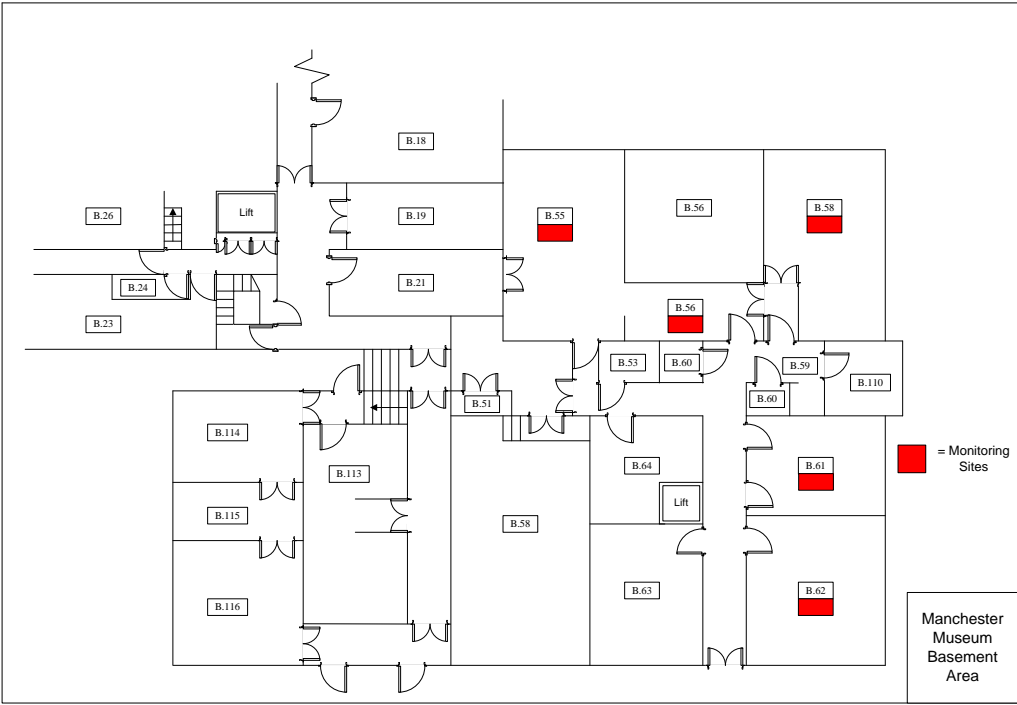 B.18
B.26
Lift
B.19
B.55
B.56
B.58
B.24
B.21
B.23
B.56
B.53
B.60
B.59
B.110
B.51
B.60
B.114
B.113
B.64
B.61
= Monitoring
Sites
B.115
Lift
B.58
B.116
B.63
B.62
Manchester
Museum
Basement
Area